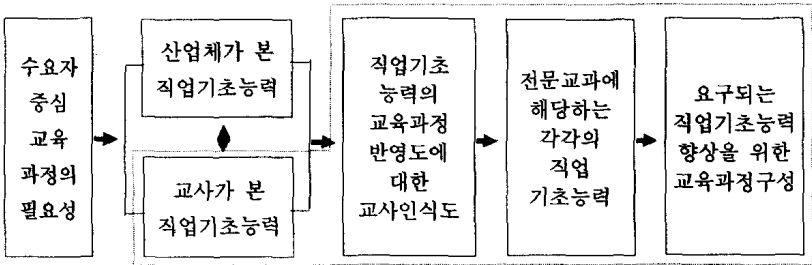 수요자
중심
교육
과정의
필요성
산업체가 본
직업기초능력
교사가 본
직업기초능력
직업기초
능력의
교육과정
반영도에
대한
교사인식도
전문교과에
해당하는
각각의
직업
기초능력
요구되는
직업기초능력
향상을 위한
교육과정구성